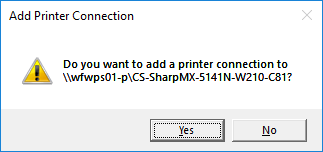 Add Printer Connection
Do you want to add a printer connection to
\\wfwps01-p\CS-SharpMX-5141N-W210-C81?
Yes
No